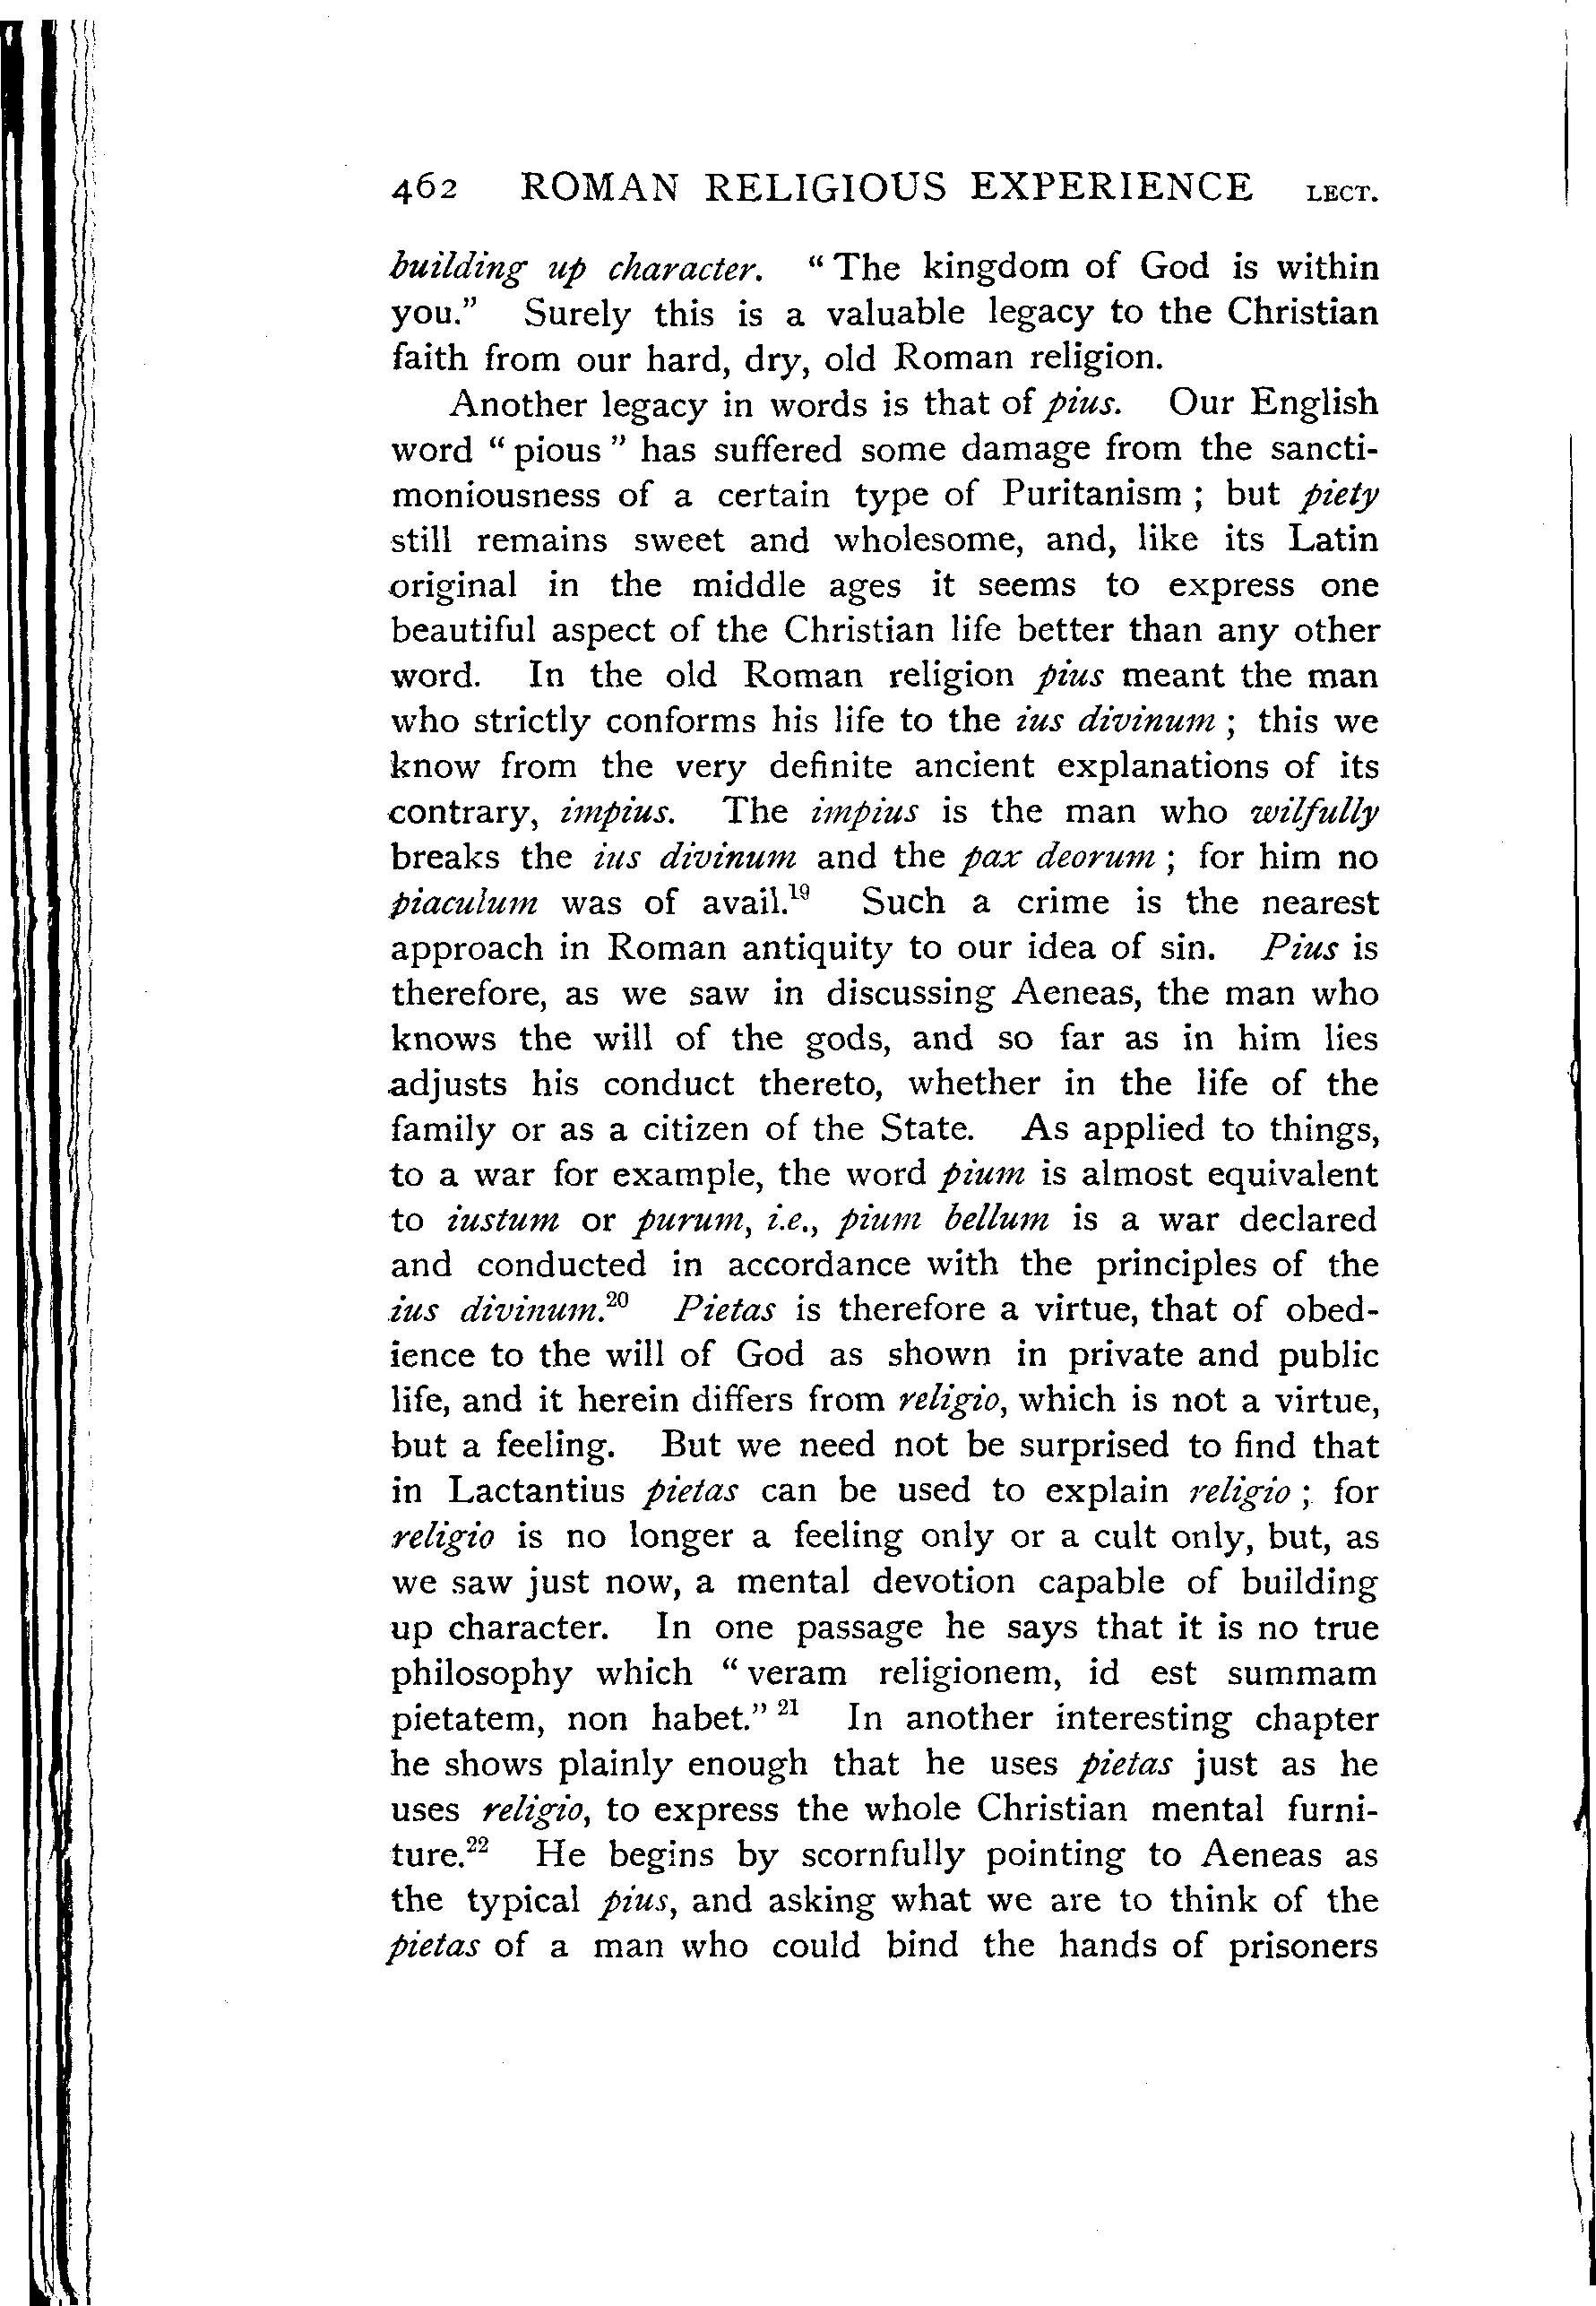 462 ROMAN RELIGIOUS EXPERIENCE LECT.
building up character. “ The kingdom of God is within
you.” Surely this is a valuable legacy to the Christian
faith from our hard, dry, old Roman religion.
Another legacy in words is that of pius. Our English
word “ pious ” has suffered some damage from the sancti-
moniousness of a certain type of Puritanism ; but piety
still remains sweet and wholesome, and, like its Latin
original in the middle ages it seems to express one
beautiful aspect of the Christian life better than any other
word. In the old Roman religion pius meant the man
who strictly conforms his life to the ius divinum ; this we
know from the very definite ancient explanations of its
contrary, impius. The impius is the man who wilfully
breaks the ius divinum and the pax deorum ; for him no
piaculum was of avail.¹⁹ Such a crime is the nearest
approach in Roman antiquity to our idea of sin. Pius is
therefore, as we saw in discussing Aeneas, the man who
knows the will of the gods, and so far as in him lies
adjusts his conduct thereto, whether in the life of the
family or as a citizen of the State. As applied to things,
to a war for example, the word pium is almost equivalent
to iustum or purum, i.e., pium bellum is a war declared
and conducted in accordance with the principles of the
ius divinum.²⁰ Pietas is therefore a virtue, that of obed-
ience to the will of God as shown in private and public
life, and it herein differs from religio, which is not a virtue,
but a feeling. But we need not be surprised to find that
in Lactantius pietas can be used to explain religio ; for
religio is no longer a feeling only or a cult only, but, as
we saw just now, a mental devotion capable of building
up character. In one passage he says that it is no true
philosophy which “ veram religionem, id est summam
pietatem, non habet.” ²¹ In another interesting chapter
he shows plainly enough that he uses pietas just as he
uses religio, to express the whole Christian mental furni-
ture.²² He begins by scornfully pointing to Aeneas as
the typical pius, and asking what we are to think of the
pietas of a man who could bind the hands of prisoners